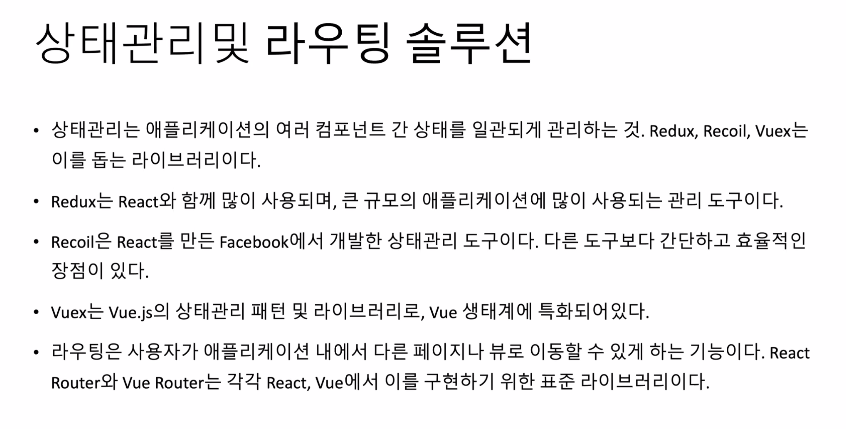 상태관리및 라우팅 솔루션
• 상태관리는 애플리케이션의 여러 컴포넌트 간 상태를 일관되게 관리하는 것. Redux, Recoil, Vuex는
이를 돕는 라이브러리이다.
• Redux는 React와 함께 많이 사용되며, 큰 규모의 애플리케이션에 많이 사용되는 관리 도구이다.
• Recoil은 React를 만든 Facebook에서 개발한 상태관리 도구이다. 다른 도구보다 간단하고 효율적인
장점이 있다.
• Vuex는 Vue.js의 상태관리 패턴 및 라이브러리로, Vue 생태계에 특화되어있다.
• 라우팅은 사용자가 애플리케이션 내에서 다른 페이지나 뷰로 이동할 수 있게 하는 기능이다. React
Router와 Vue Router는 각각 React, Vue에서 이를 구현하기 위한 표준 라이브러리이다.